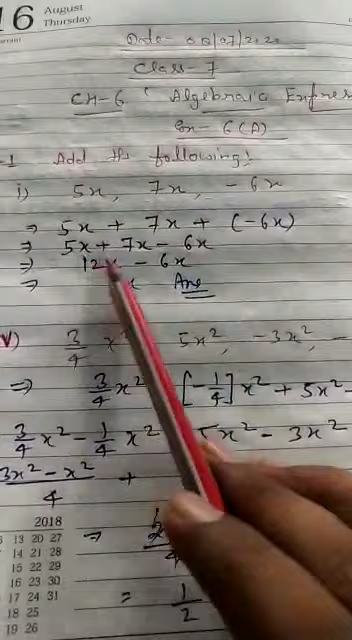 16 August
Thursday
Date - 08/07/2020
Class-7
CH-6 Algebraic
Ex- 6(A)
Add the following!
i) 5x, 7x, -6x
⇒ 5x + 7x + (-6x)
⇒ 5x + 7x - 6x
⇒ 12x - 6x
⇒ x Ans
V) 3/4 x² 5x², -3x², -
⇒ 3/4 x² [-1/4] x² + 5x² -
3/4 x² - 1/4 x² 5x² - 3x²
3x² - x² / 4 +
2018
⇒ 4
= 1/2
13 20 27
14 21 28
15 22 29
16 23 30
17 24 31
18 25
19 26